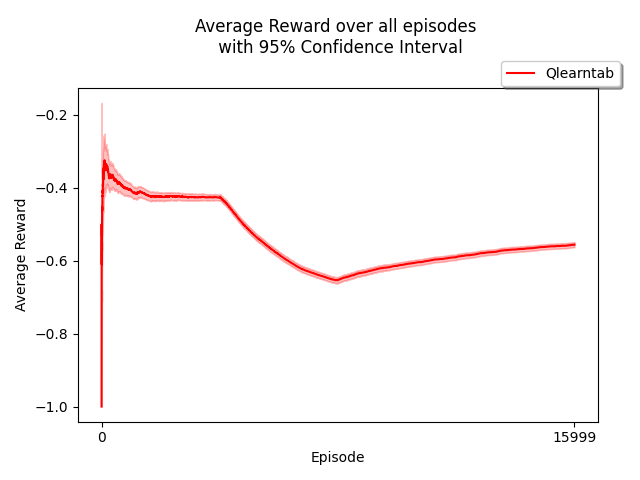 Average Reward over all episodes
with 95% Confidence Interval
Qlearntab
−0.2
−0.4
−0.6
−0.8
−1.0
Average Reward
0
15999
Episode